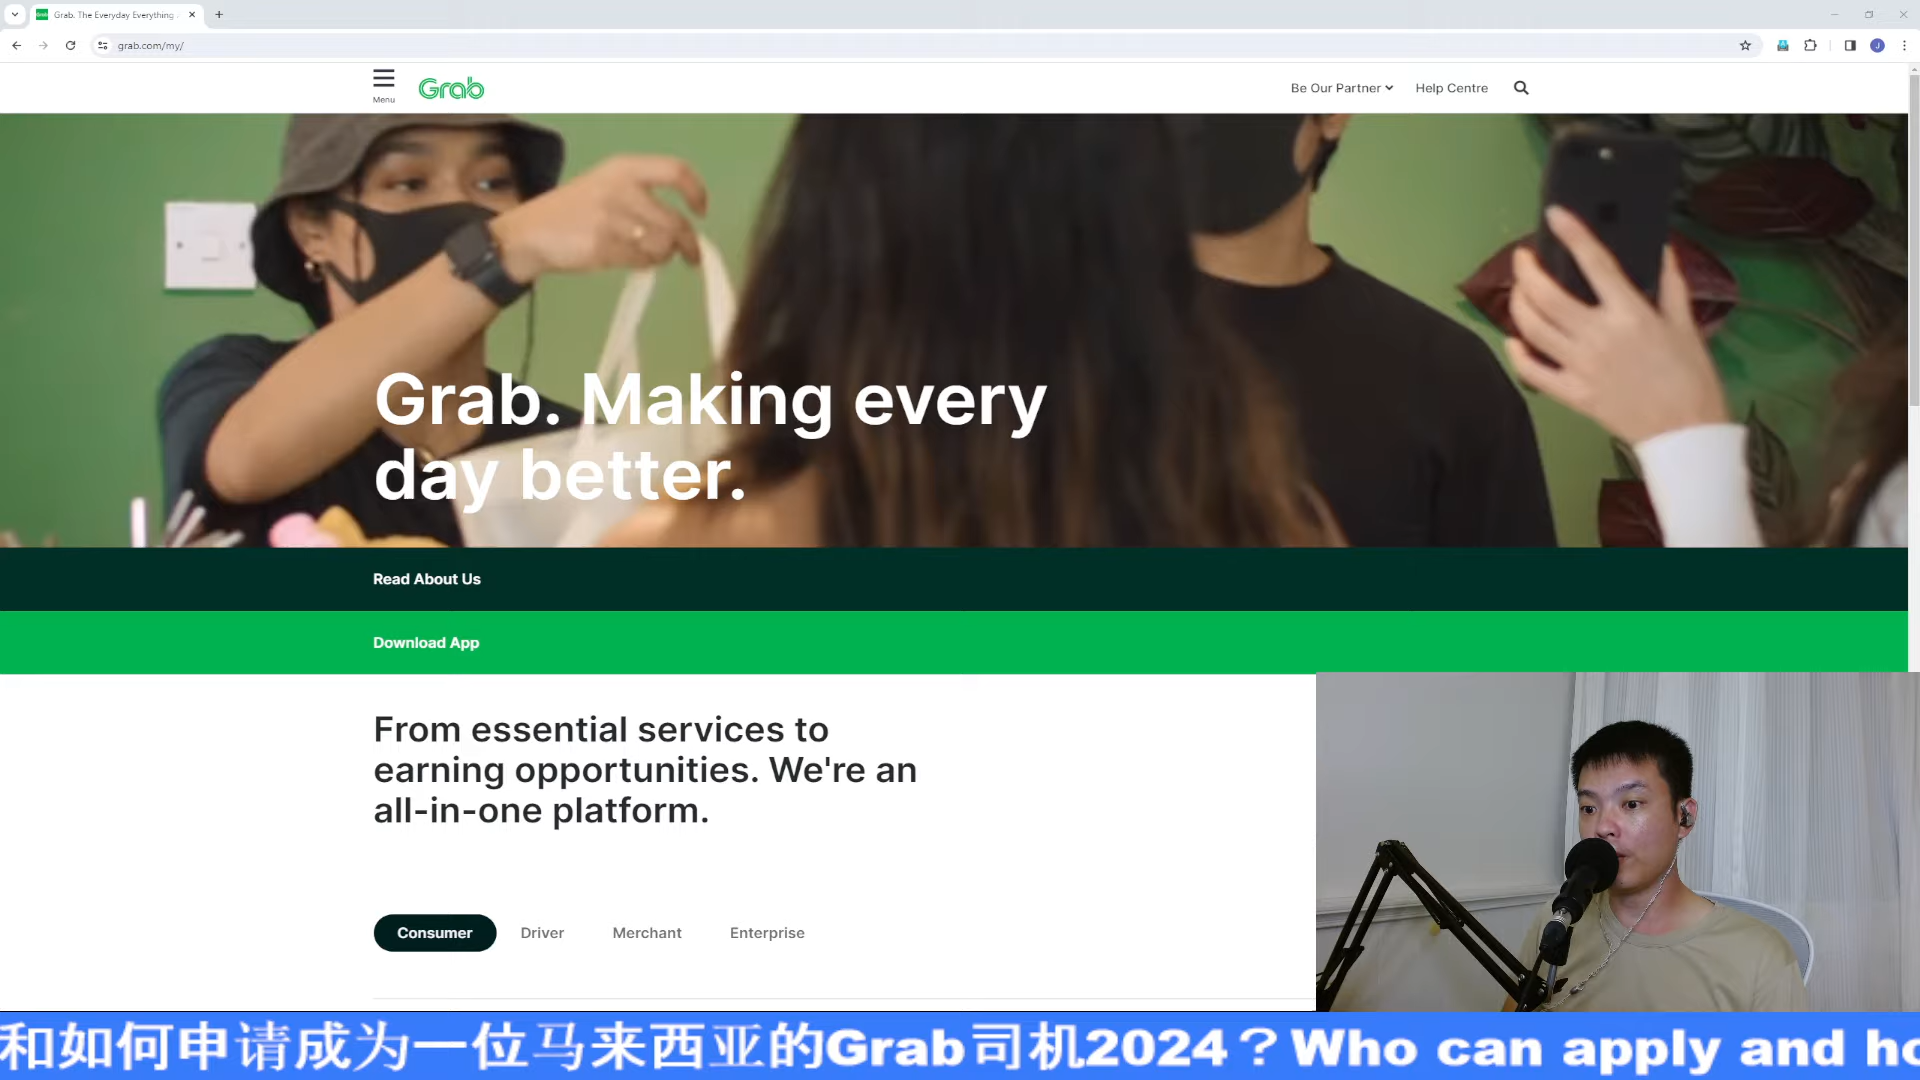 Grab. The Everyday Everything
grab.com/my/
Menu
Grab
Be Our Partner
Help Centre
Grab. Making every
day better.
Read About Us
Download App
From essential services to
earning opportunities. We're an
all-in-one platform.
Consumer
Driver
Merchant
Enterprise
和如何申请成为一位马来西亚的Grab司机2024？Who can apply and ho